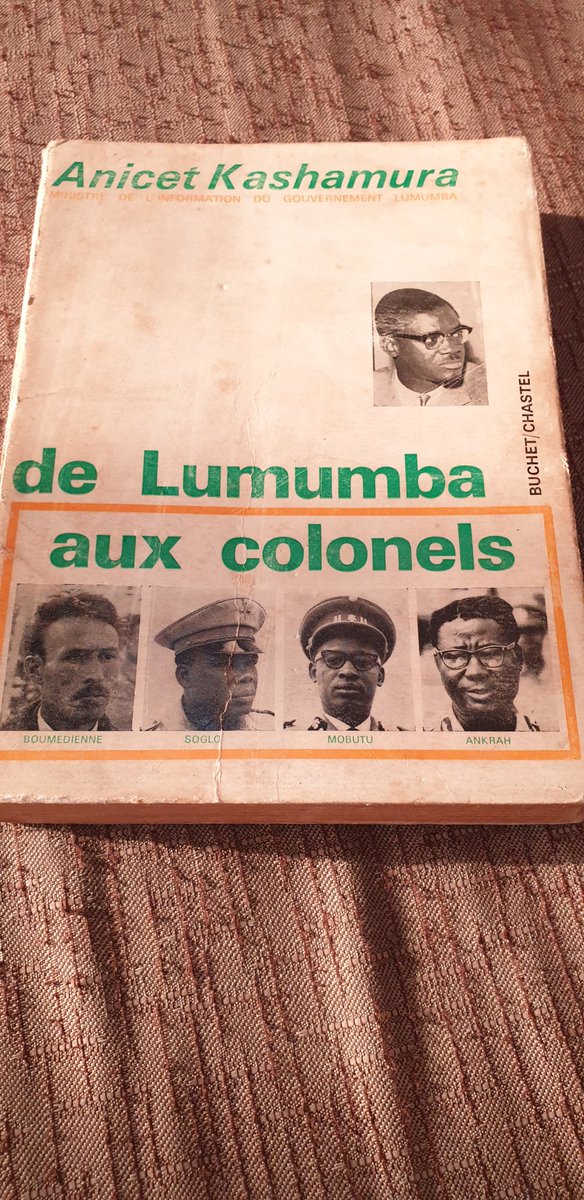 Anicet Kashamura
MINISTRE DE L'INFORMATION DU GOUVERNEMENT LUMUMBA
BUCHET/CHASTEL
de Lumumba
aux colonels
BOUMEDIENNE SOGLO MOBUTU ANKRAH